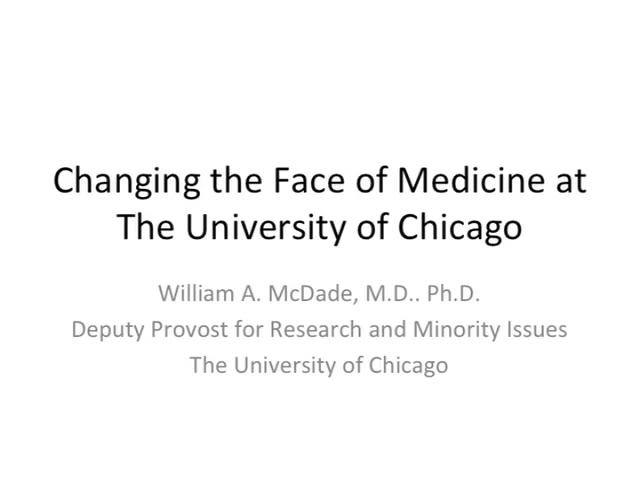 Changing the Face of Medicine at
The University of Chicago
William A. McDade, M.D.. Ph.D.
Deputy Provost for Research and Minority Issues
The University of Chicago